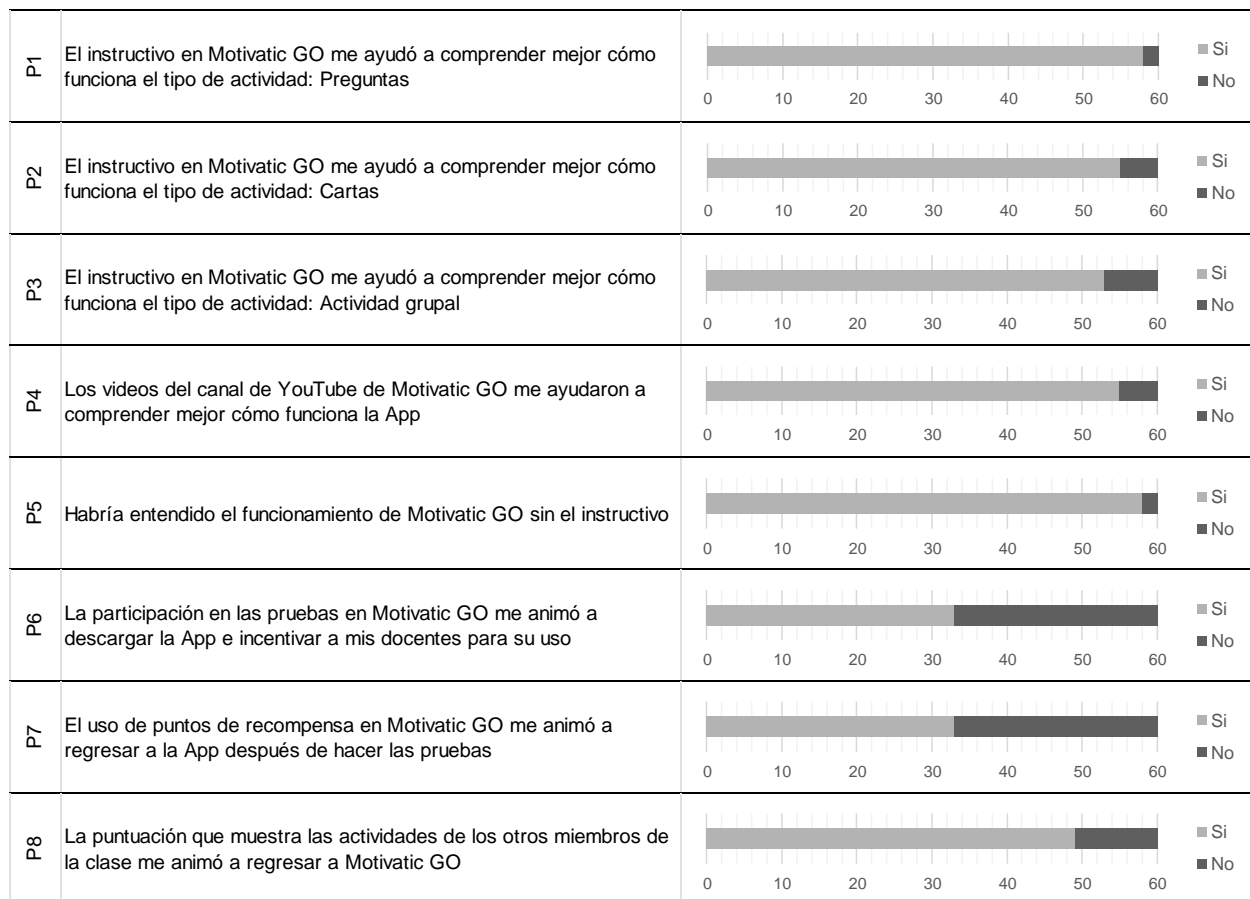 P1
El instructivo en Motivatic GO me ayudó a comprender mejor cómo
funciona el tipo de actividad: Preguntas
0 10 20 30 40 50 60
Si
No
P2
El instructivo en Motivatic GO me ayudó a comprender mejor cómo
funciona el tipo de actividad: Cartas
0 10 20 30 40 50 60
Si
No
P3
El instructivo en Motivatic GO me ayudó a comprender mejor cómo
funciona el tipo de actividad: Actividad grupal
0 10 20 30 40 50 60
Si
No
P4
Los videos del canal de YouTube de Motivatic GO me ayudaron a
comprender mejor cómo funciona la App
0 10 20 30 40 50 60
Si
No
P5
Habría entendido el funcionamiento de Motivatic GO sin el instructivo
0 10 20 30 40 50 60
Si
No
P6
La participación en las pruebas en Motivatic GO me animó a
descargar la App e incentivar a mis docentes para su uso
0 10 20 30 40 50 60
Si
No
P7
El uso de puntos de recompensa en Motivatic GO me animó a
regresar a la App después de hacer las pruebas
0 10 20 30 40 50 60
Si
No
P8
La puntuación que muestra las actividades de los otros miembros de
la clase me animó a regresar a Motivatic GO
0 10 20 30 40 50 60
Si
No